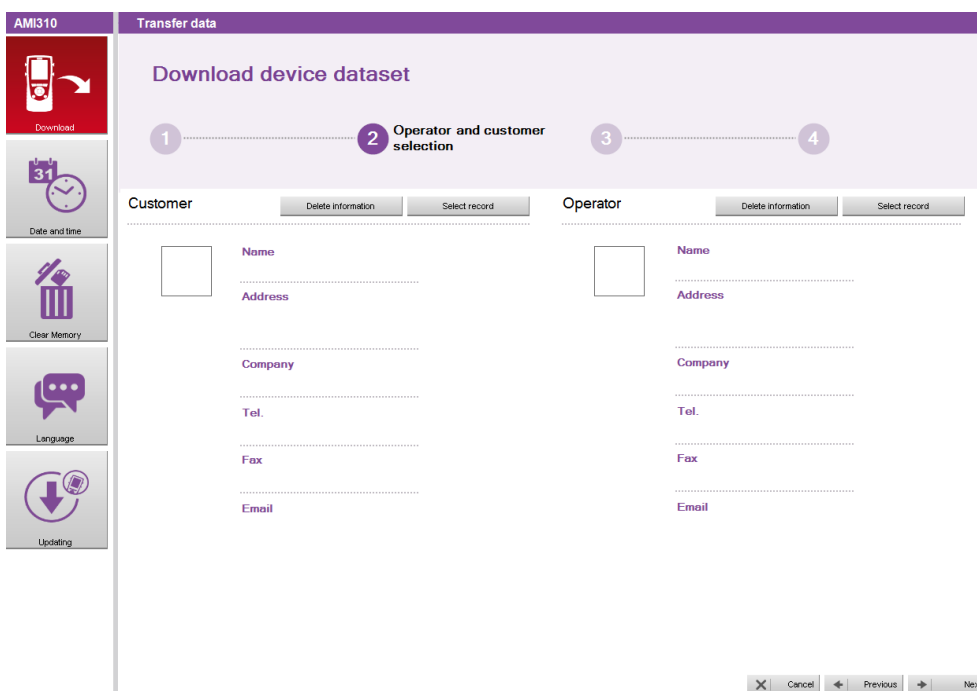 AMI310
Transfer data
Download
Date and time
31
Clear Memory
Language
Updating
Download device dataset
1
2
Operator and customer
selection
3
4
Customer
Delete information
Select record
Name
Address
Company
Tel.
Fax
Email
Operator
Delete information
Select record
Name
Address
Company
Tel.
Fax
Email
Cancel
Previous